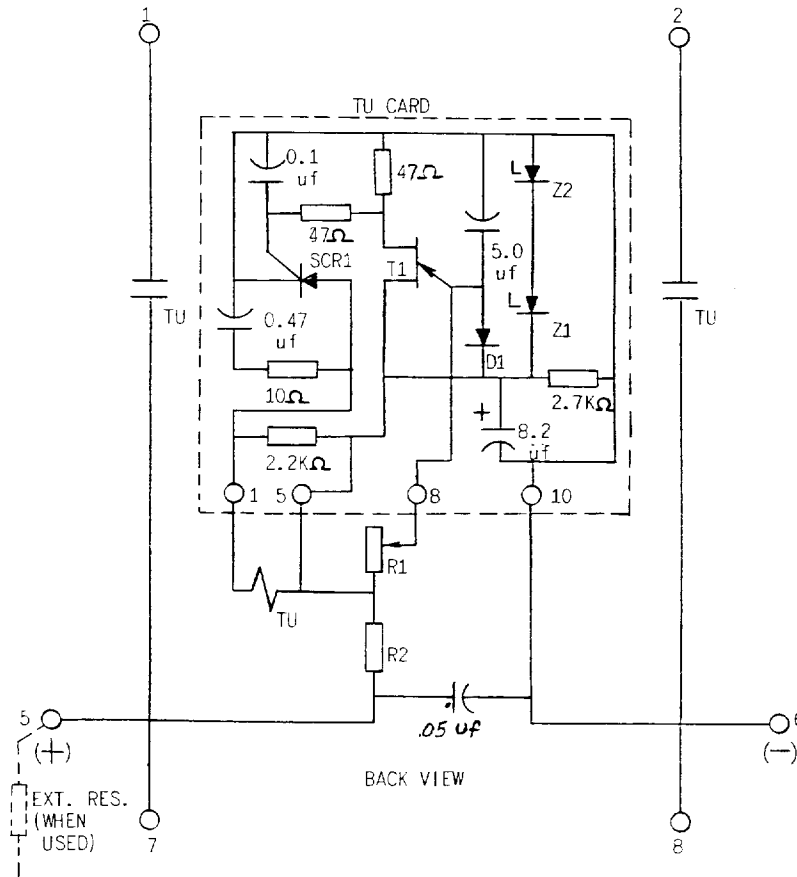 1
2
TU CARD
0.1
uf
47Ω
47Ω
L
Z2
SCR1
T1
5.0
uf
TU
0.47
uf
L
Z1
TU
D1
10Ω
2.7KΩ
+
8.2
uf
2.2KΩ
1
5
8
10
R1
TU
R2
5
(+)
.05 uf
6
(-)
BACK VIEW
EXT. RES.
(WHEN
USED)
7
8